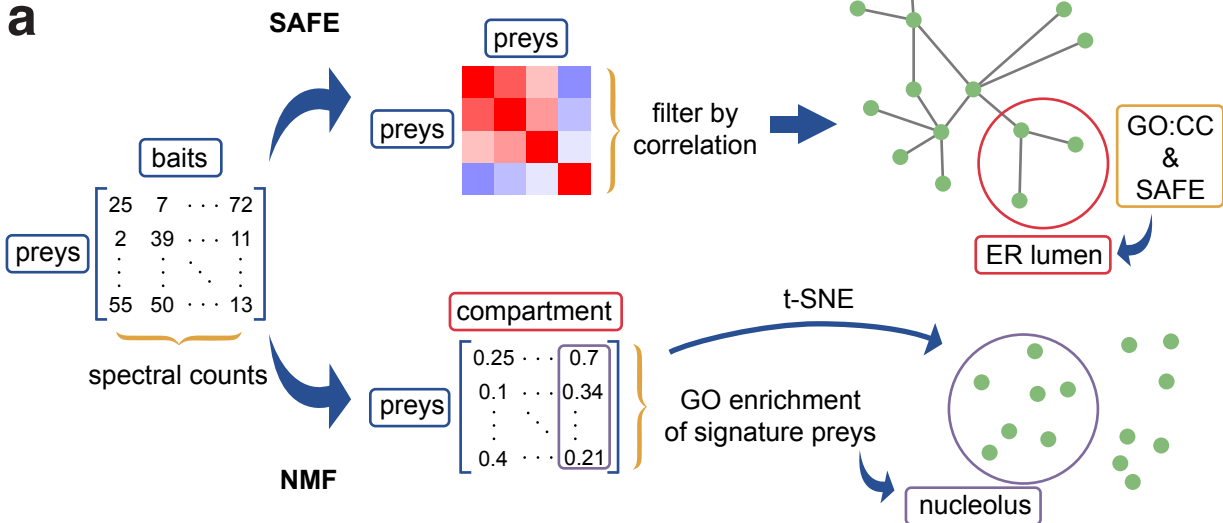 a
SAFE
preys
preys
filter by
correlation
GO:CC
&
SAFE
ER lumen
baits
preys
25 7 · · · 72
2 39 · · · 11
55 50 · · · 13
spectral counts
NMF
compartment
preys
0.25 · · · 0.7
0.1 · · · 0.34
0.4 · · · 0.21
t-SNE
GO enrichment
of signature preys
nucleolus